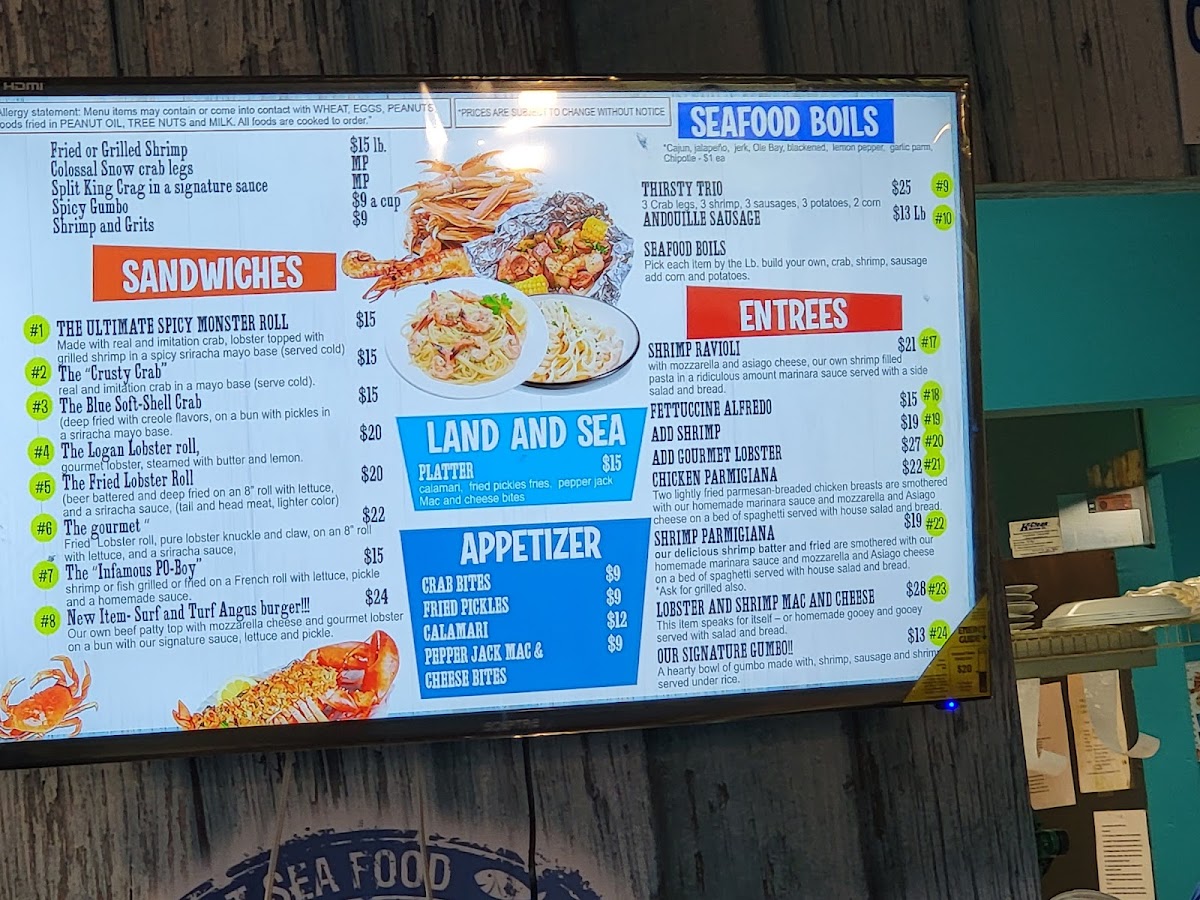 HDMI
Allergy statement: Menu items may contain or come into contact with WHEAT, EGGS, PEANUTS
foods fried in PEANUT OIL, TREE NUTS and MILK. All foods are cooked to order."
*PRICES ARE SUBJECT TO CHANGE WITHOUT NOTICE
Fried or Grilled Shrimp $15 lb.
Colossal Snow crab legs MP
Split King Crag in a signature sauce MP
Spicy Gumbo $9 a cup
Shrimp and Grits $9
SANDWICHES
#1 THE ULTIMATE SPICY MONSTER ROLL $15
Made with real and imitation crab, lobster topped with
grilled shrimp in a spicy sriracha mayo base (served cold)
#2 The "Crusty Crab" $15
real and imitation crab in a mayo base (serve cold).
#3 The Blue Soft-Shell Crab $15
(deep fried with creole flavors, on a bun with pickles in
a sriracha mayo base.
#4 The Logan Lobster roll, $20
gourmet lobster, steamed with butter and lemon.
#5 The Fried Lobster Roll $20
(beer battered and deep fried on an 8" roll with lettuce,
and a sriracha sauce, (tail and head meat, lighter color)
#6 The gourmet " $22
Fried" Lobster roll, pure lobster knuckle and claw, on an 8" roll
with lettuce, and a sriracha sauce,
#7 The "Infamous PO-Boy" $15
shrimp or fish grilled or fried on a French roll with lettuce, pickle
and a homemade sauce.
#8 New Item- Surf and Turf Angus burger!!! $24
Our own beef patty top with mozzarella cheese and gourmet lobster
on a bun with our signature sauce, lettuce and pickle.
LAND AND SEA
PLATTER $15
calamari, fried pickies fries, pepper jack
Mac and cheese bites
APPETIZER
CRAB BITES $9
FRIED PICKLES $9
CALAMARI $12
PEPPER JACK MAC & $9
CHEESE BITES
SEAFOOD BOILS
*Cajun, jalapeño, jerk, Ole Bay, blackened, lemon pepper, garlic parm,
Chipotle - $1 ea
THIRSTY TRIO $25 #9
3 Crab legs, 3 shrimp, 3 sausages, 3 potatoes, 2 corn
ANDOUILLE SAUSAGE $13 Lb #10
SEAFOOD BOILS
Pick each item by the Lb. build your own, crab, shrimp, sausage
add corn and potatoes.
ENTREES
SHRIMP RAVIOLI $21 #17
with mozzarella and asiago cheese, our own shrimp filled
pasta in a ridiculous amount marinara sauce served with a side
salad and bread.
FETTUCCINE ALFREDO $15 #18
ADD SHRIMP $19 #19
ADD GOURMET LOBSTER $27 #20
CHICKEN PARMIGIANA $22 #21
Two lightly fried parmesan-breaded chicken breasts are smothered
with our homemade marinara sauce and mozzarella and Asiago
cheese on a bed of spaghetti served with house salad and bread.
SHRIMP PARMIGIANA $19 #22
our delicious shrimp batter and fried are smothered with our
homemade marinara sauce and mozzarella and Asiago cheese
on a bed of spaghetti served with house salad and bread.
*Ask for grilled also.
LOBSTER AND SHRIMP MAC AND CHEESE $28 #23
This item speaks for itself – or homemade gooey and gooey
served with salad and bread.
OUR SIGNATURE GUMBO!! $13 #24
A hearty bowl of gumbo made with, shrimp, sausage and shrimp
served under rice.
SCEPTRE
$20
SEA FOOD